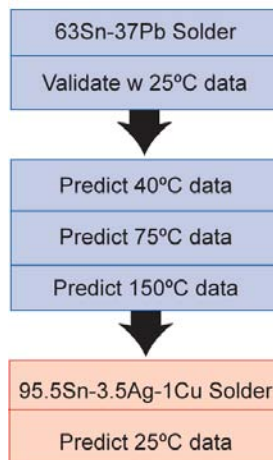 63Sn-37Pb Solder
Validate w 25ºC data
Predict 40ºC data
Predict 75ºC data
Predict 150ºC data
95.5Sn-3.5Ag-1Cu Solder
Predict 25ºC data